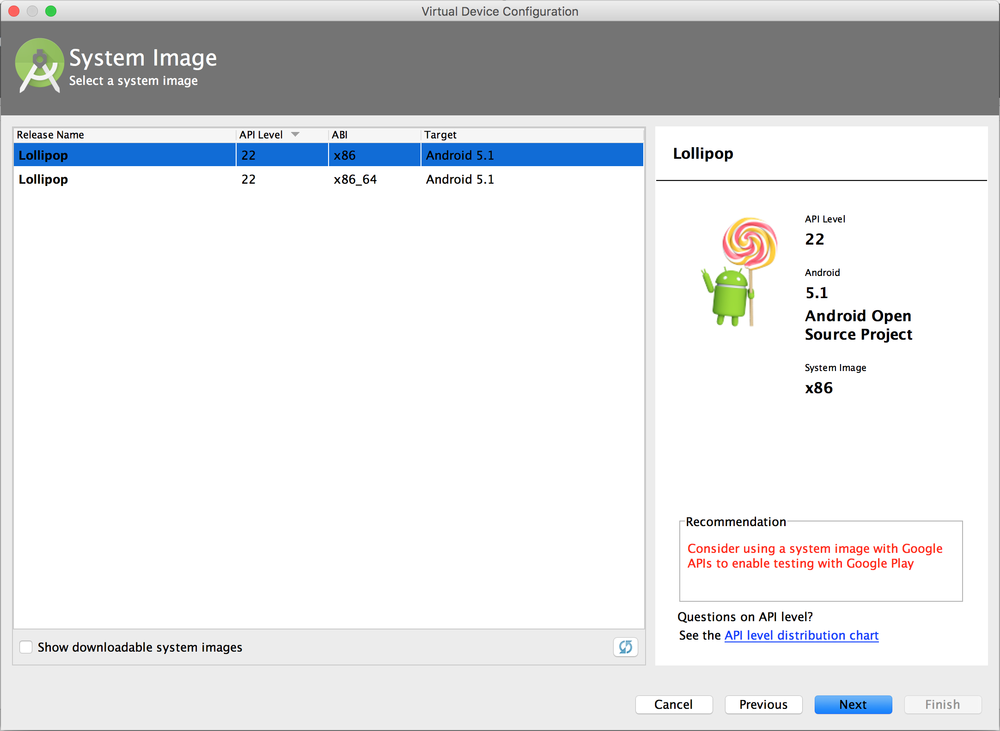 Virtual Device Configuration
System Image
Select a system image
Release Name API Level ABI Target
Lollipop 22 x86 Android 5.1
Lollipop 22 x86_64 Android 5.1
Show downloadable system images
Lollipop
API Level
22
Android
5.1
Android Open
Source Project
System Image
x86
Recommendation
Consider using a system image with Google
APIs to enable testing with Google Play
Questions on API level?
See the API level distribution chart
Cancel Previous Next Finish